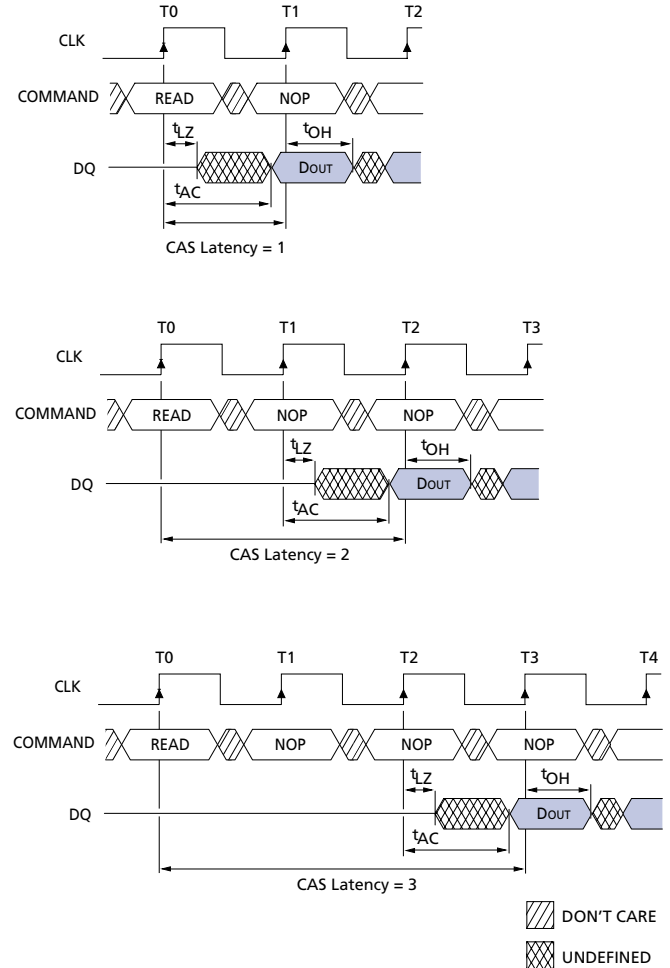 T0 T1 T2
CLK
COMMAND READ NOP
tLZ tOH
DQ DOUT
tAC
CAS Latency = 1
T0 T1 T2 T3
CLK
COMMAND READ NOP NOP
tLZ tOH
DQ DOUT
tAC
CAS Latency = 2
T0 T1 T2 T3 T4
CLK
COMMAND READ NOP NOP NOP
tLZ tOH
DQ DOUT
tAC
CAS Latency = 3
DON'T CARE
UNDEFINED